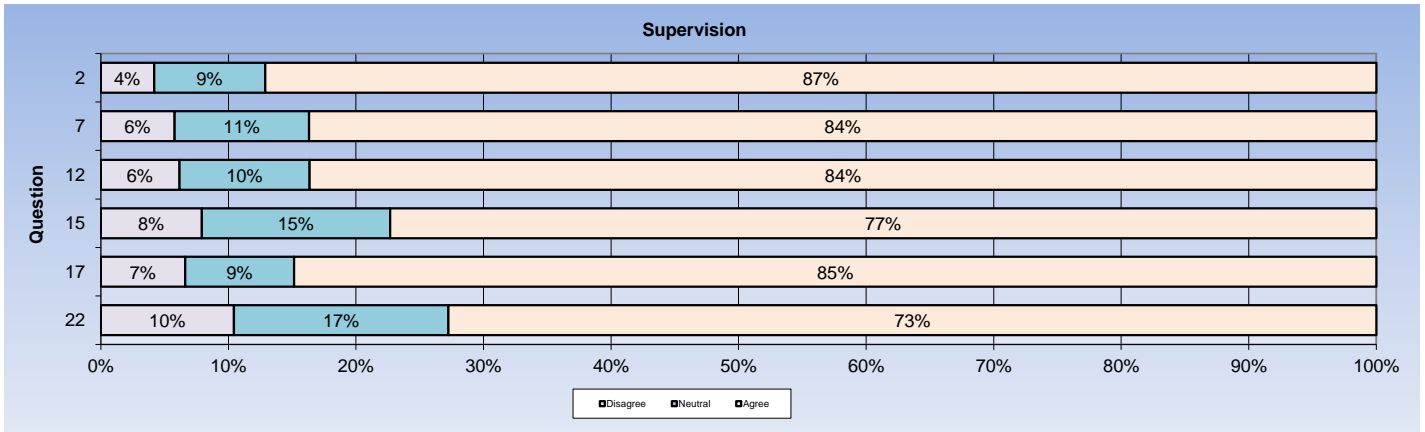 Supervision
Question
2 4% 9% 87%
7 6% 11% 84%
12 6% 10% 84%
15 8% 15% 77%
17 7% 9% 85%
22 10% 17% 73%
0% 10% 20% 30% 40% 50% 60% 70% 80% 90% 100%
Disagree Neutral Agree